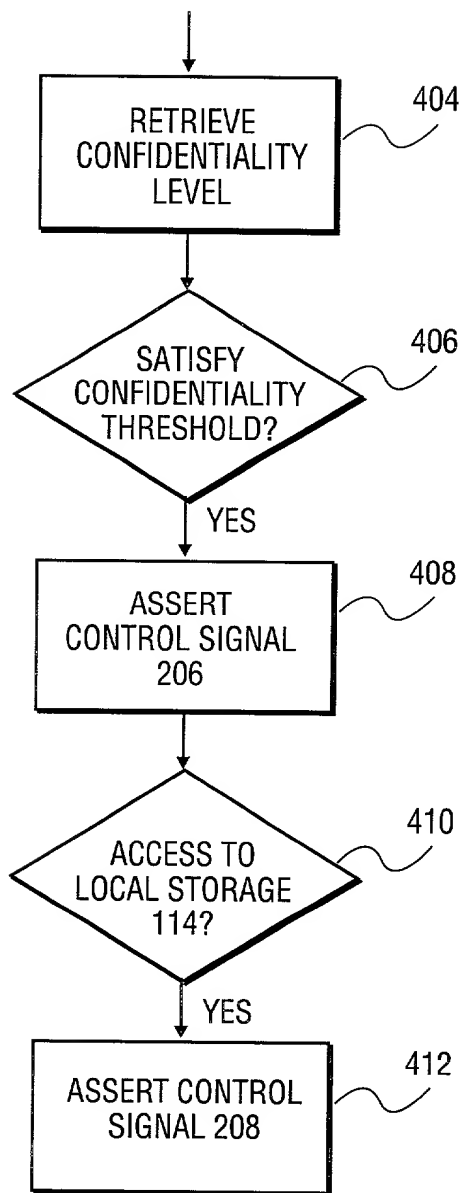 404
RETRIEVE
CONFIDENTIALITY
LEVEL
406
SATISFY
CONFIDENTIALITY
THRESHOLD?
YES
408
ASSERT
CONTROL SIGNAL
206
410
ACCESS TO
LOCAL STORAGE
114?
YES
412
ASSERT CONTROL
SIGNAL 208